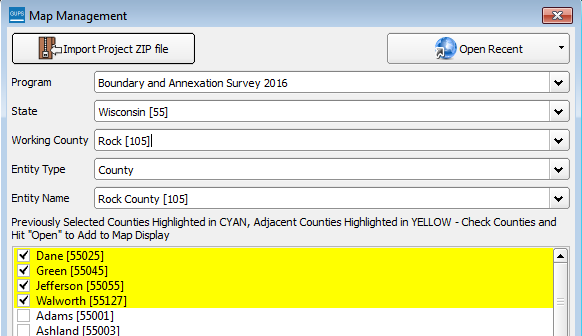 GUPS Map Management
Import Project ZIP file
Open Recent
Program Boundary and Annexation Survey 2016
State Wisconsin [55]
Working County Rock [105]
Entity Type County
Entity Name Rock County [105]
Previously Selected Counties Highlighted in CYAN, Adjacent Counties Highlighted in YELLOW - Check Counties and
Hit "Open" to Add to Map Display
Dane [55025]
Green [55045]
Jefferson [55055]
Walworth [55127]
Adams [55001]
Ashland [55003]